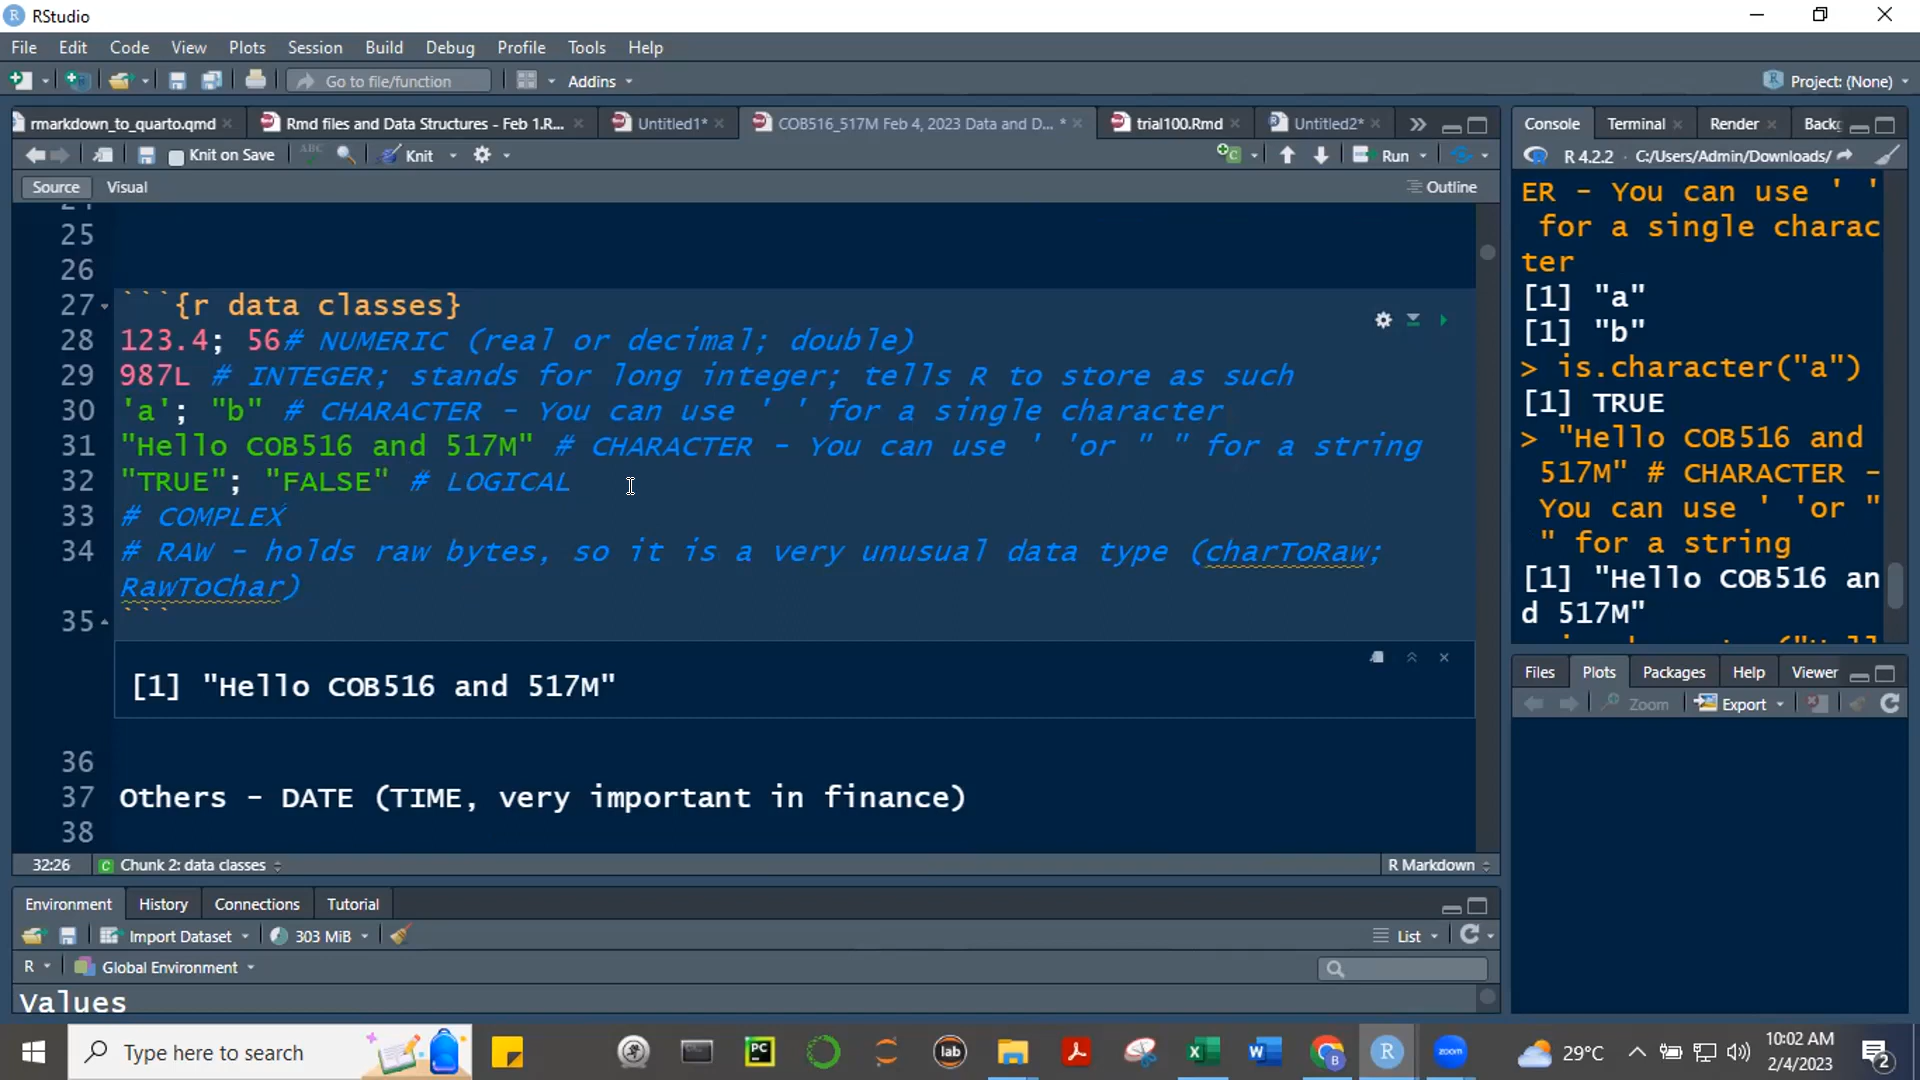 RStudio
File Edit Code View Plots Session Build Debug Profile Tools Help
Go to file/function Addins Project: (None)
rmarkdown_to_quarto.qmd Rmd files and Data Structures - Feb 1.R... Untitled1* COB516_517M Feb 4, 2023 Data and D... * trial100.Rmd Untitled2*
Knit on Save ABC Knit Run
Source Visual Outline
25
26
27 ```{r data classes}
28 123.4; 56# NUMERIC (real or decimal; double)
29 987L # INTEGER; stands for long integer; tells R to store as such
30 'a'; "b" # CHARACTER - You can use ' ' for a single character
31 "Hello COB516 and 517M" # CHARACTER - You can use ' 'or " " for a string
32 "TRUE"; "FALSE" # LOGICAL
33 # COMPLEX
34 # RAW - holds raw bytes, so it is a very unusual data type (charToRaw;
RawToChar)
35 ```
[1] "Hello COB516 and 517M"
36
37 Others - DATE (TIME, very important in finance)
38
32:26 Chunk 2: data classes R Markdown
Environment History Connections Tutorial
Import Dataset 303 MiB List
R Global Environment
Values
Console Terminal Render
R 4.2.2 · C:/Users/Admin/Downloads/
ER - You can use ' '
for a single charac
ter
[1] "a"
[1] "b"
> is.character("a")
[1] TRUE
> "Hello COB516 and
517M" # CHARACTER -
You can use ' 'or "
" for a string
[1] "Hello COB516 an
d 517M"
Files Plots Packages Help Viewer
Zoom Export
Type here to search
PC lab X W B R zoom
29°C
10:02 AM
2/4/2023
2